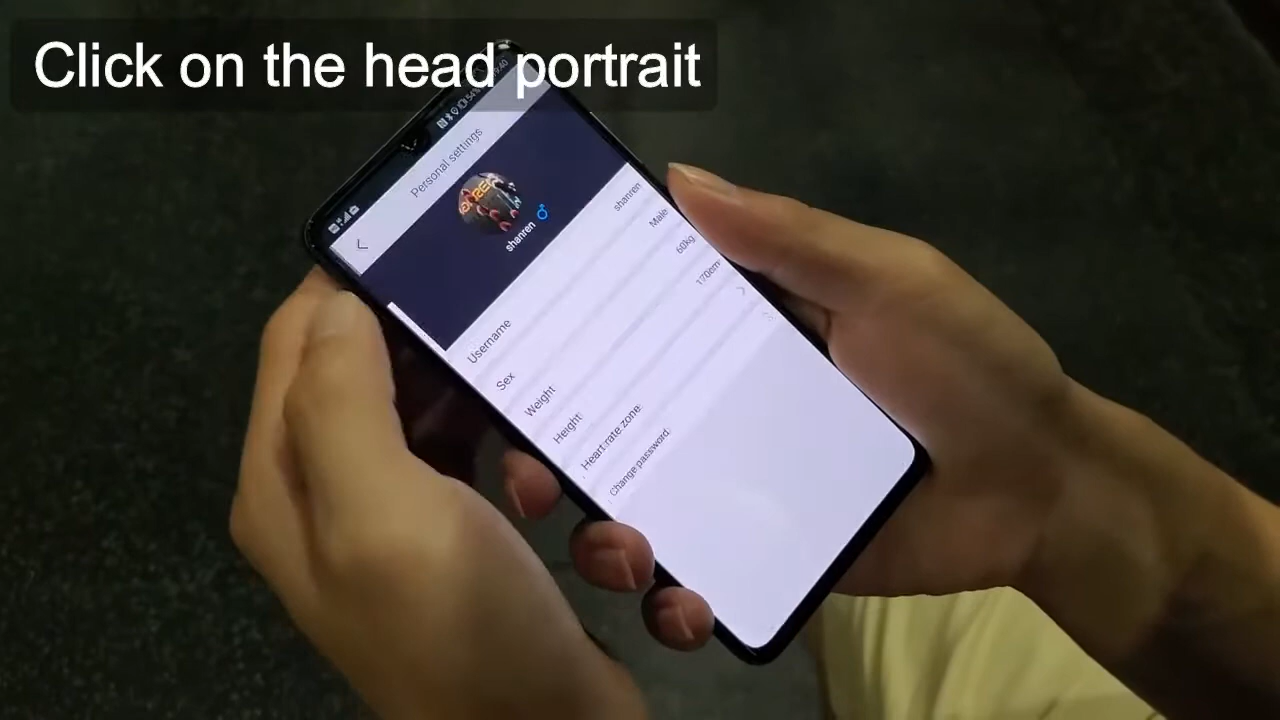 Click on the head portrait
Personal settings
shanren
Username shanren
Sex Male
Weight 60kg
Height 170cm
Heart rate zone
Change password